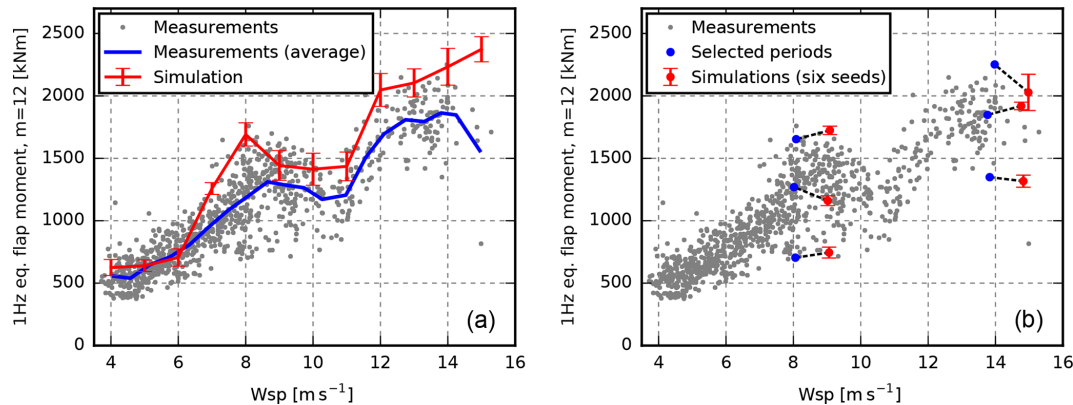 1Hz eq. flap moment, m=12 [kNm]
2500
2000
1500
1000
500
0
Measurements
Measurements (average)
Simulation
(a)
4 6 8 10 12 14 16
Wsp [m s⁻¹]
1Hz eq. flap moment, m=12 [kNm]
2500
2000
1500
1000
500
0
Measurements
Selected periods
Simulations (six seeds)
(b)
4 6 8 10 12 14 16
Wsp [m s⁻¹]